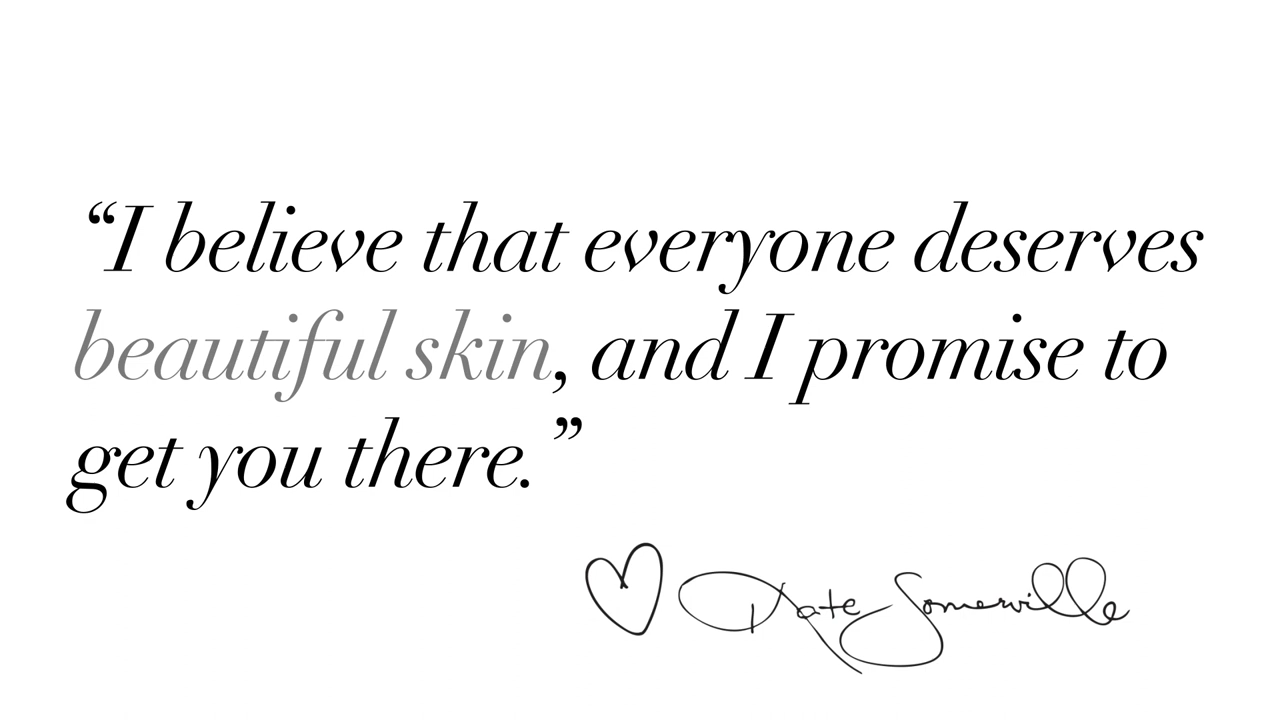 “I believe that everyone deserves
beautiful skin, and I promise to
get you there.”
Kate Somerville